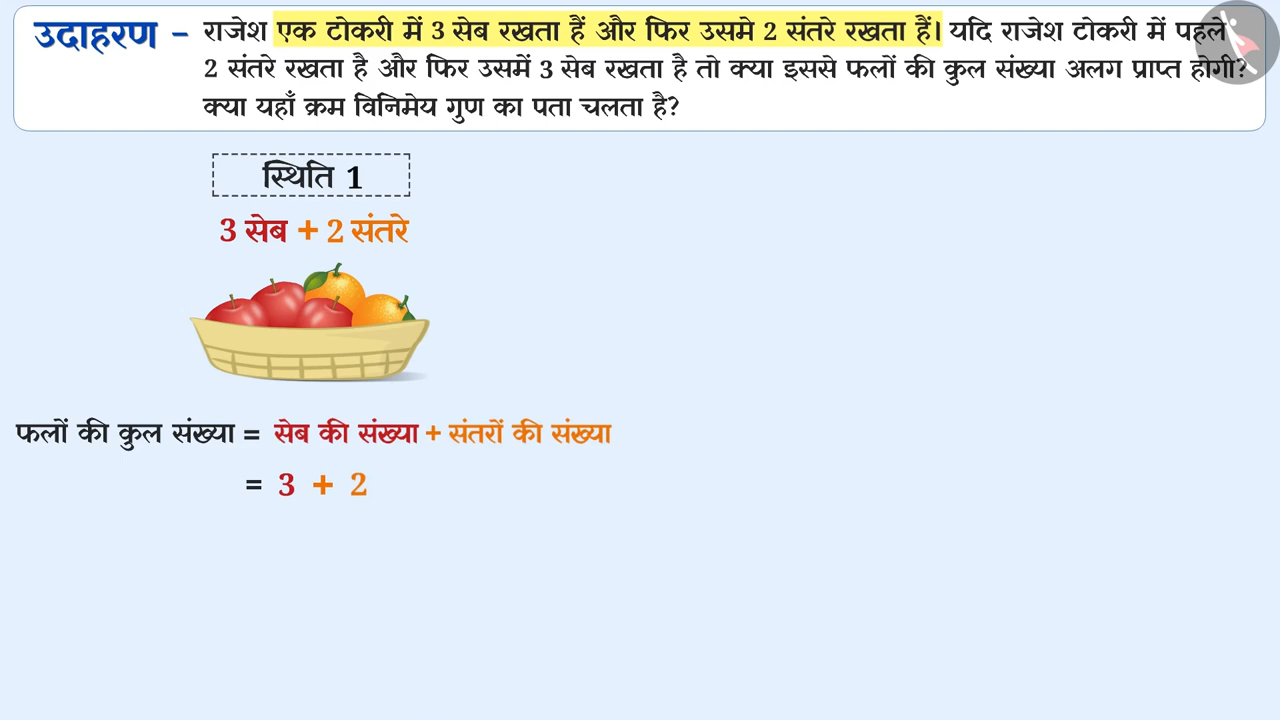 उदाहरण – राजेश एक टोकरी में 3 सेब रखता हैं और फिर उसमे 2 संतरे रखता हैं। यदि राजेश टोकरी में पहले
2 संतरे रखता है और फिर उसमें 3 सेब रखता है तो क्या इससे फलों की कुल संख्या अलग प्राप्त होगी?
क्या यहाँ क्रम विनिमेय गुण का पता चलता है?
स्थिति 1
3 सेब + 2 संतरे
फलों की कुल संख्या = सेब की संख्या + संतरों की संख्या
= 3 + 2